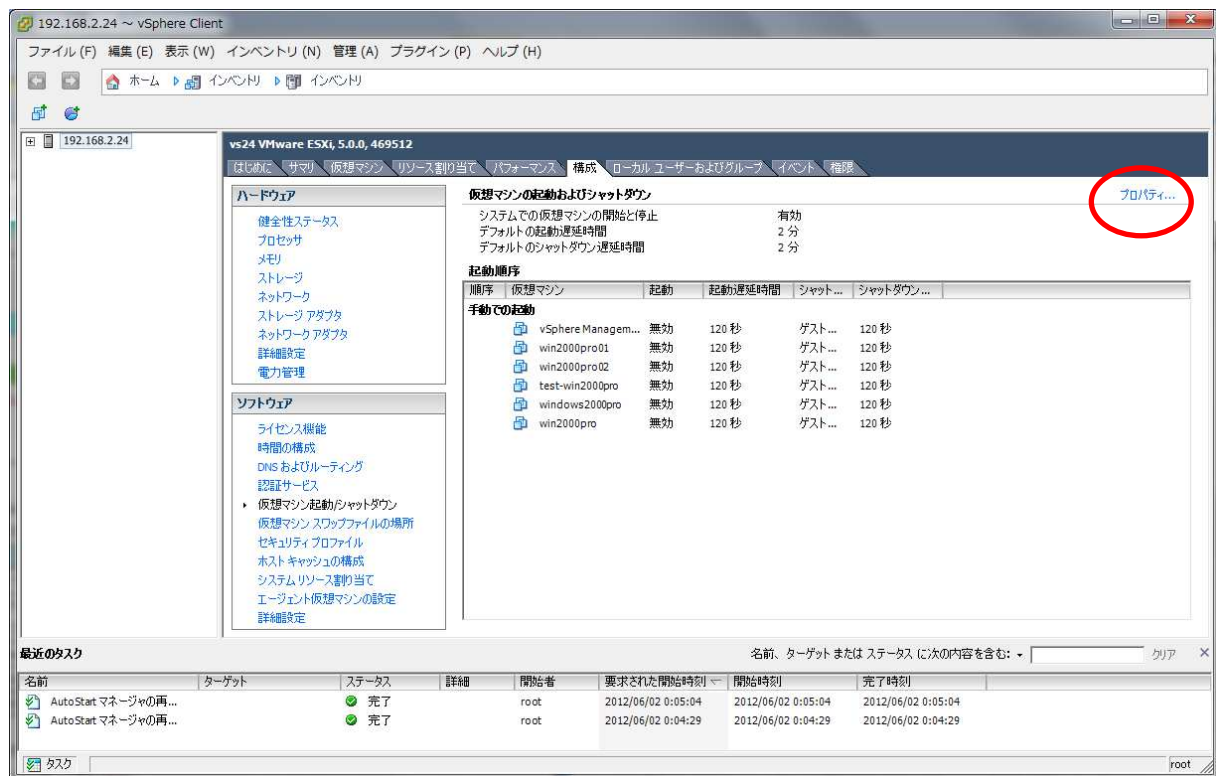 192.168.2.24 ～ vSphere Client
ファイル (F) 編集 (E) 表示 (W) インベントリ (N) 管理 (A) プラグイン (P) ヘルプ (H)
ホーム インベントリ インベントリ
192.168.2.24
vs24 VMware ESXi, 5.0.0, 469512
はじめに サマリ 仮想マシン リソース割り当て パフォーマンス 構成 ローカル ユーザーおよびグループ イベント 権限
ハードウェア
健全性ステータス
プロセッサ
メモリ
ストレージ
ネットワーク
ストレージ アダプタ
ネットワーク アダプタ
詳細設定
電力管理
ソフトウェア
ライセンス機能
時間の構成
DNS およびルーティング
認証サービス
仮想マシン起動/シャットダウン
仮想マシン スワップファイルの場所
セキュリティ プロファイル
ホスト キャッシュの構成
システム リソース割り当て
エージェント仮想マシンの設定
詳細設定
仮想マシンの起動およびシャットダウン プロパティ...
システムでの仮想マシンの開始と停止 有効
デフォルトの起動遅延時間 2 分
デフォルトのシャットダウン遅延時間 2 分
起動順序
順序 仮想マシン 起動 起動遅延時間 シャット... シャットダウン...
手動での起動
vSphere Managem... 無効 120 秒 ゲスト... 120 秒
win2000pro01 無効 120 秒 ゲスト... 120 秒
win2000pro02 無効 120 秒 ゲスト... 120 秒
test-win2000pro 無効 120 秒 ゲスト... 120 秒
windows2000pro 無効 120 秒 ゲスト... 120 秒
win2000pro 無効 120 秒 ゲスト... 120 秒
最近のタスク 名前、ターゲット または ステータス に次の内容を含む: クリア
名前 ターゲット ステータス 詳細 開始者 要求された開始時刻 開始時刻 完了時刻
AutoStart マネージャの再... 完了 root 2012/06/02 0:05:04 2012/06/02 0:05:04 2012/06/02 0:05:04
AutoStart マネージャの再... 完了 root 2012/06/02 0:04:29 2012/06/02 0:04:29 2012/06/02 0:04:29
タスク root